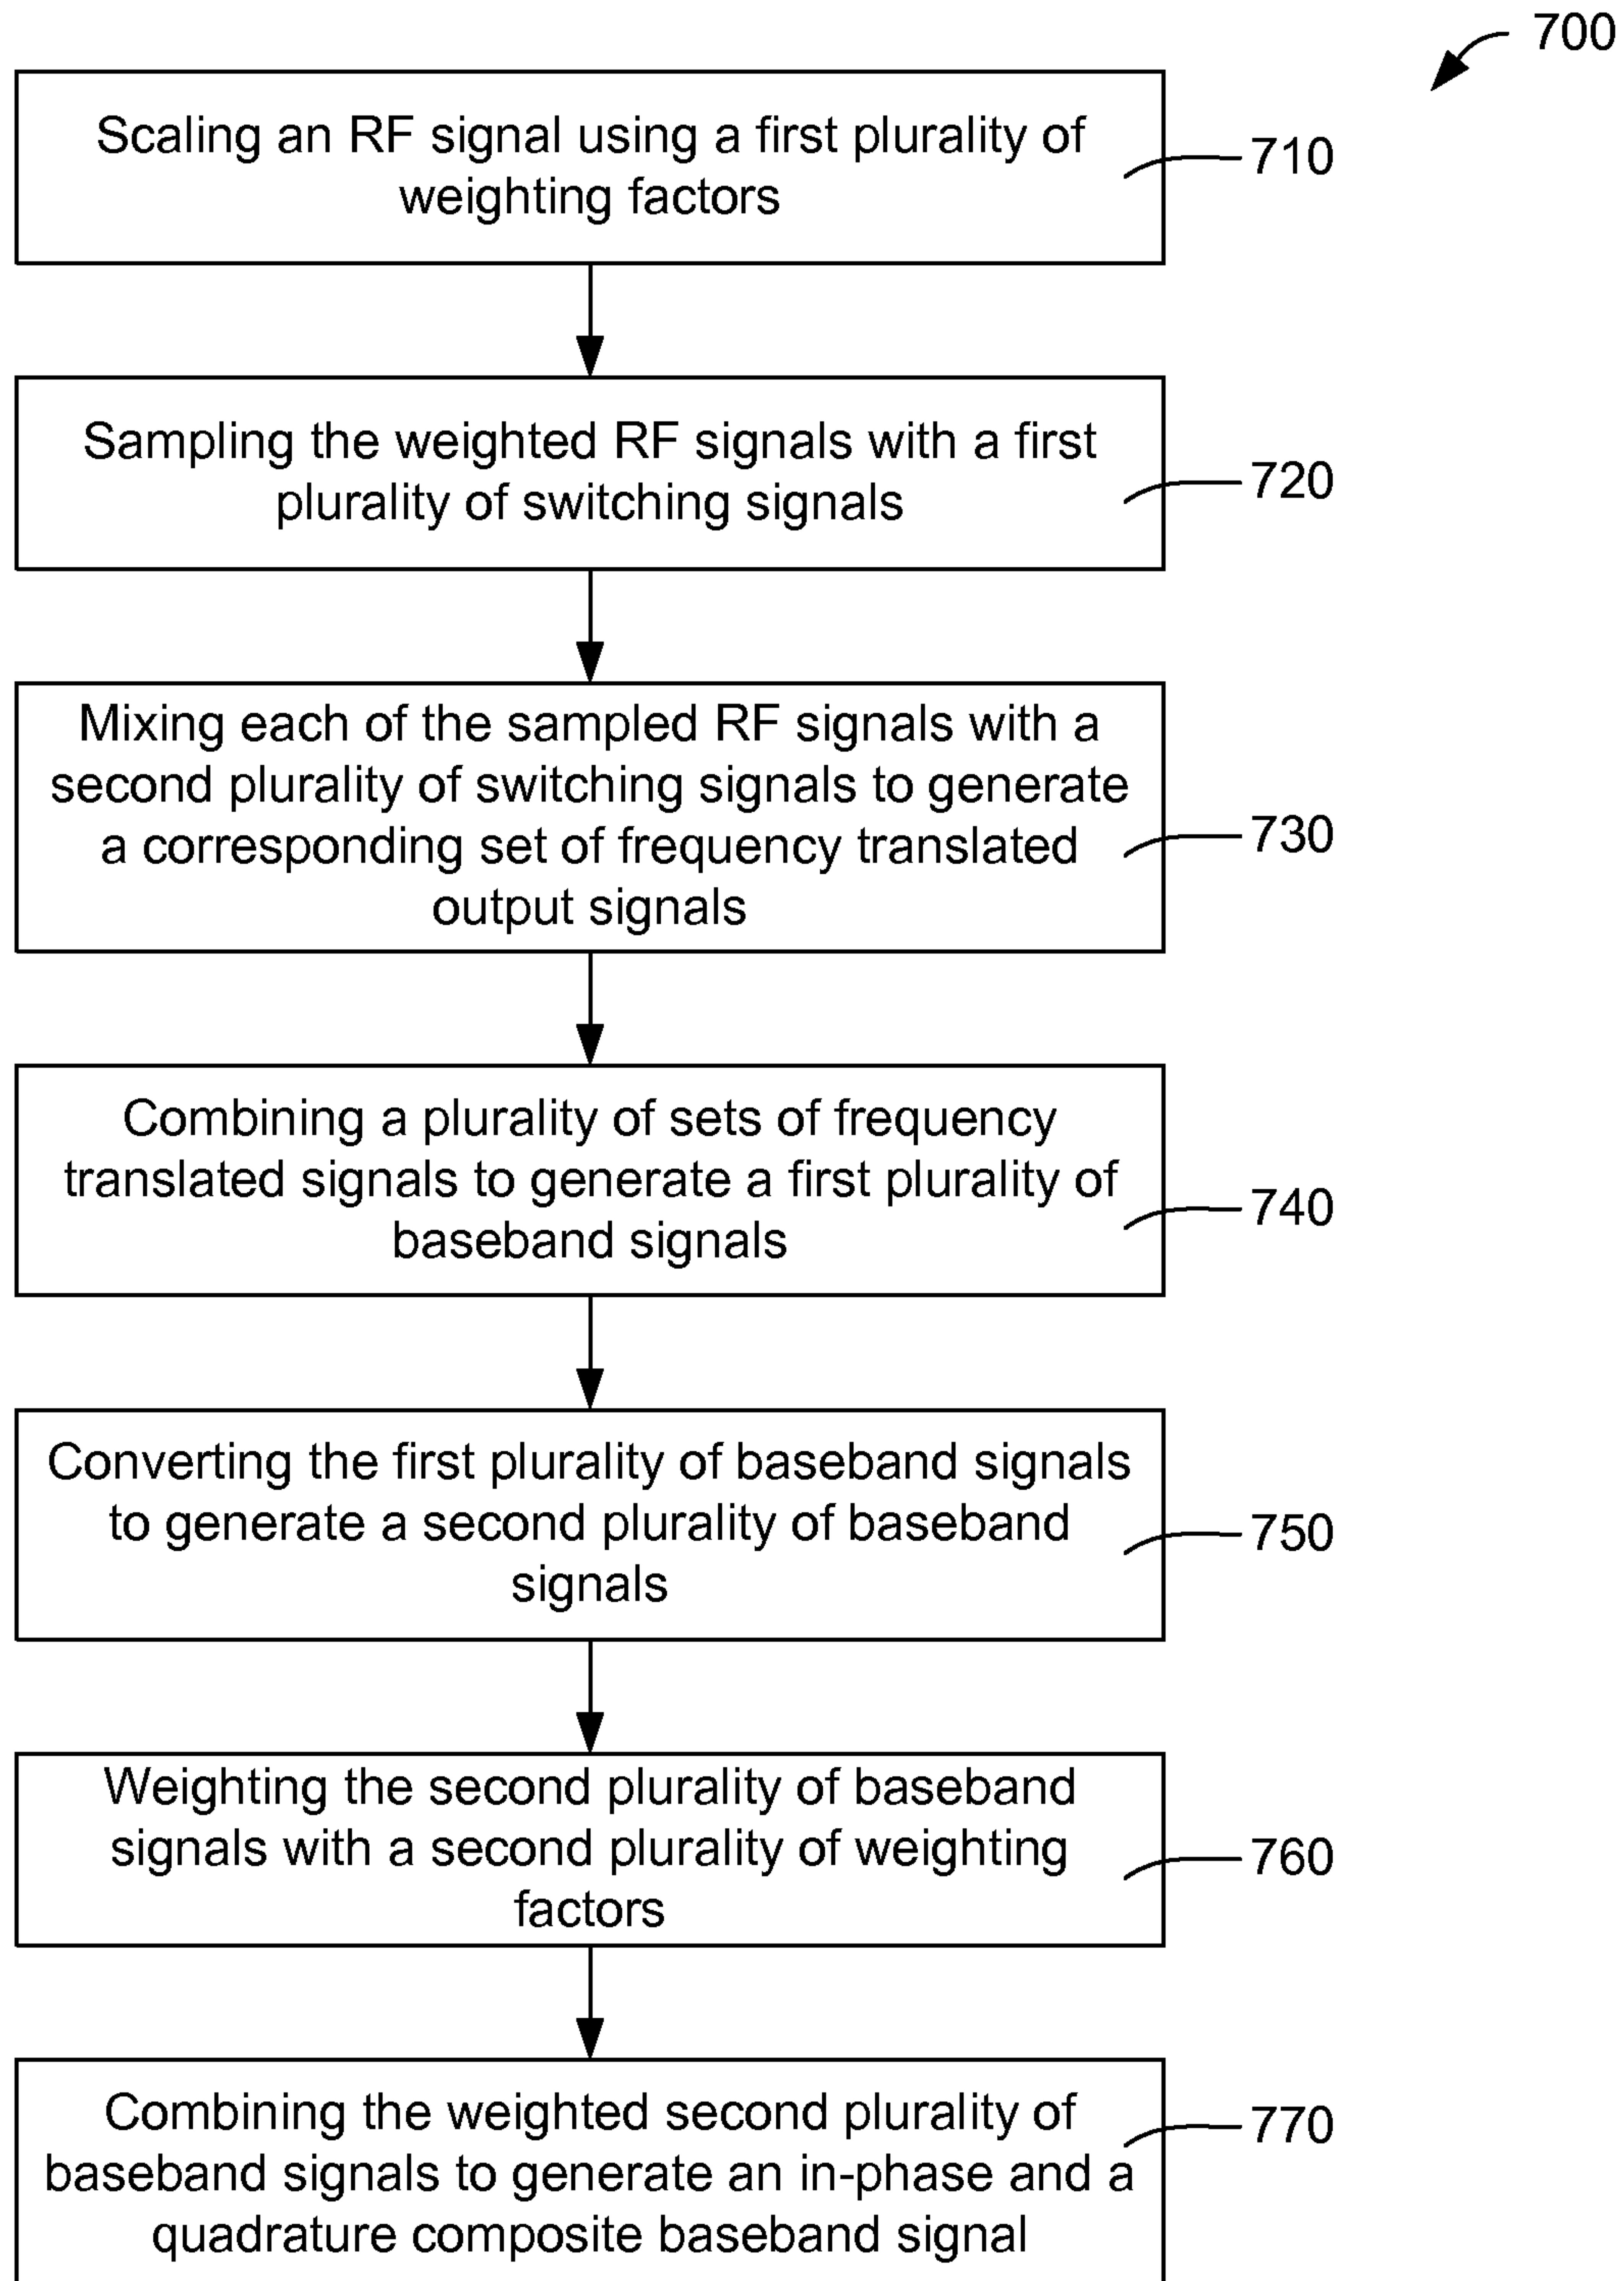 700
Scaling an RF signal using a first plurality of
weighting factors
710
Sampling the weighted RF signals with a first
plurality of switching signals
720
Mixing each of the sampled RF signals with a
second plurality of switching signals to generate
a corresponding set of frequency translated
output signals
730
Combining a plurality of sets of frequency
translated signals to generate a first plurality of
baseband signals
740
Converting the first plurality of baseband signals
to generate a second plurality of baseband
signals
750
Weighting the second plurality of baseband
signals with a second plurality of weighting
factors
760
Combining the weighted second plurality of
baseband signals to generate an in-phase and a
quadrature composite baseband signal
770